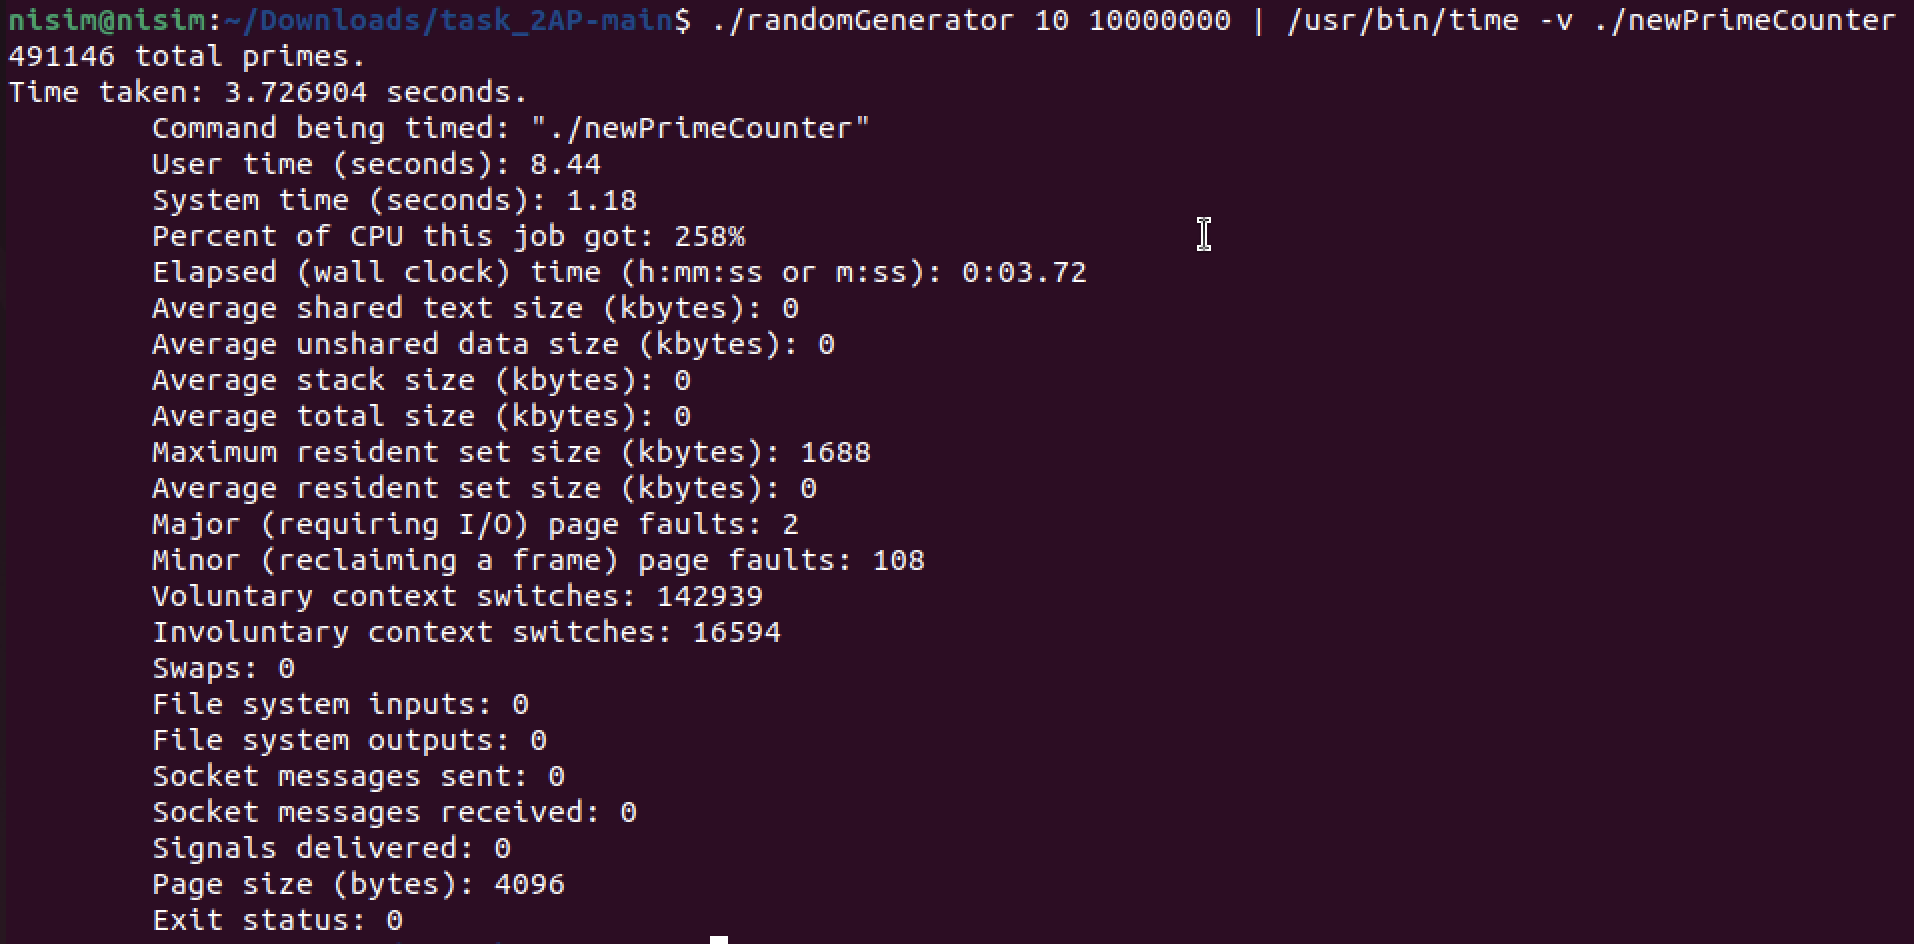 nisim@nisim:~/Downloads/task_2AP-main$ ./randomGenerator 10 10000000 | /usr/bin/time -v ./newPrimeCounter
491146 total primes.
Time taken: 3.726904 seconds.
Command being timed: "./newPrimeCounter"
User time (seconds): 8.44
System time (seconds): 1.18
Percent of CPU this job got: 258%
Elapsed (wall clock) time (h:mm:ss or m:ss): 0:03.72
Average shared text size (kbytes): 0
Average unshared data size (kbytes): 0
Average stack size (kbytes): 0
Average total size (kbytes): 0
Maximum resident set size (kbytes): 1688
Average resident set size (kbytes): 0
Major (requiring I/O) page faults: 2
Minor (reclaiming a frame) page faults: 108
Voluntary context switches: 142939
Involuntary context switches: 16594
Swaps: 0
File system inputs: 0
File system outputs: 0
Socket messages sent: 0
Socket messages received: 0
Signals delivered: 0
Page size (bytes): 4096
Exit status: 0